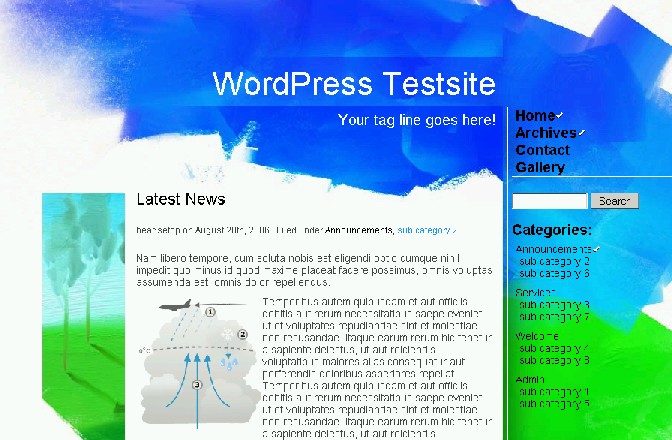 WordPress Testsite
Your tag line goes here!
Home
Archives
Contact
Gallery
Search
Latest News
Categories:
on August 20th, 2006 Filed under Announcements, sub category 2
Announcements
sub category 2
sub category 6
Services
sub category 3
sub category 7
Welcome
sub category 4
Admin
sub category 1
sub category 5
Nam libero tempore, cum soluta nobis est eligendi optio cumque nihil
impedit quo minus id quod maxime placeat facere possimus, omnis voluptas
assumenda est, omnis dolor repellendus.
Temporibus autem quibusdam et aut officiis
debitis aut rerum necessitatibus saepe eveniet
ut et voluptates repudiandae sint et molestiae
non recusandae. Itaque earum rerum hic tenetur
a sapiente delectus, ut aut reiciendis
voluptatibus maiores alias consequatur aut
perferendis doloribus asperiores repellat.
Temporibus autem quibusdam et aut officiis
debitis aut rerum necessitatibus saepe eveniet
ut et voluptates repudiandae sint et molestiae
non recusandae. Itaque earum rerum hic tenetur
a sapiente delectus, ut aut reiciendis
1
2
0°C
3